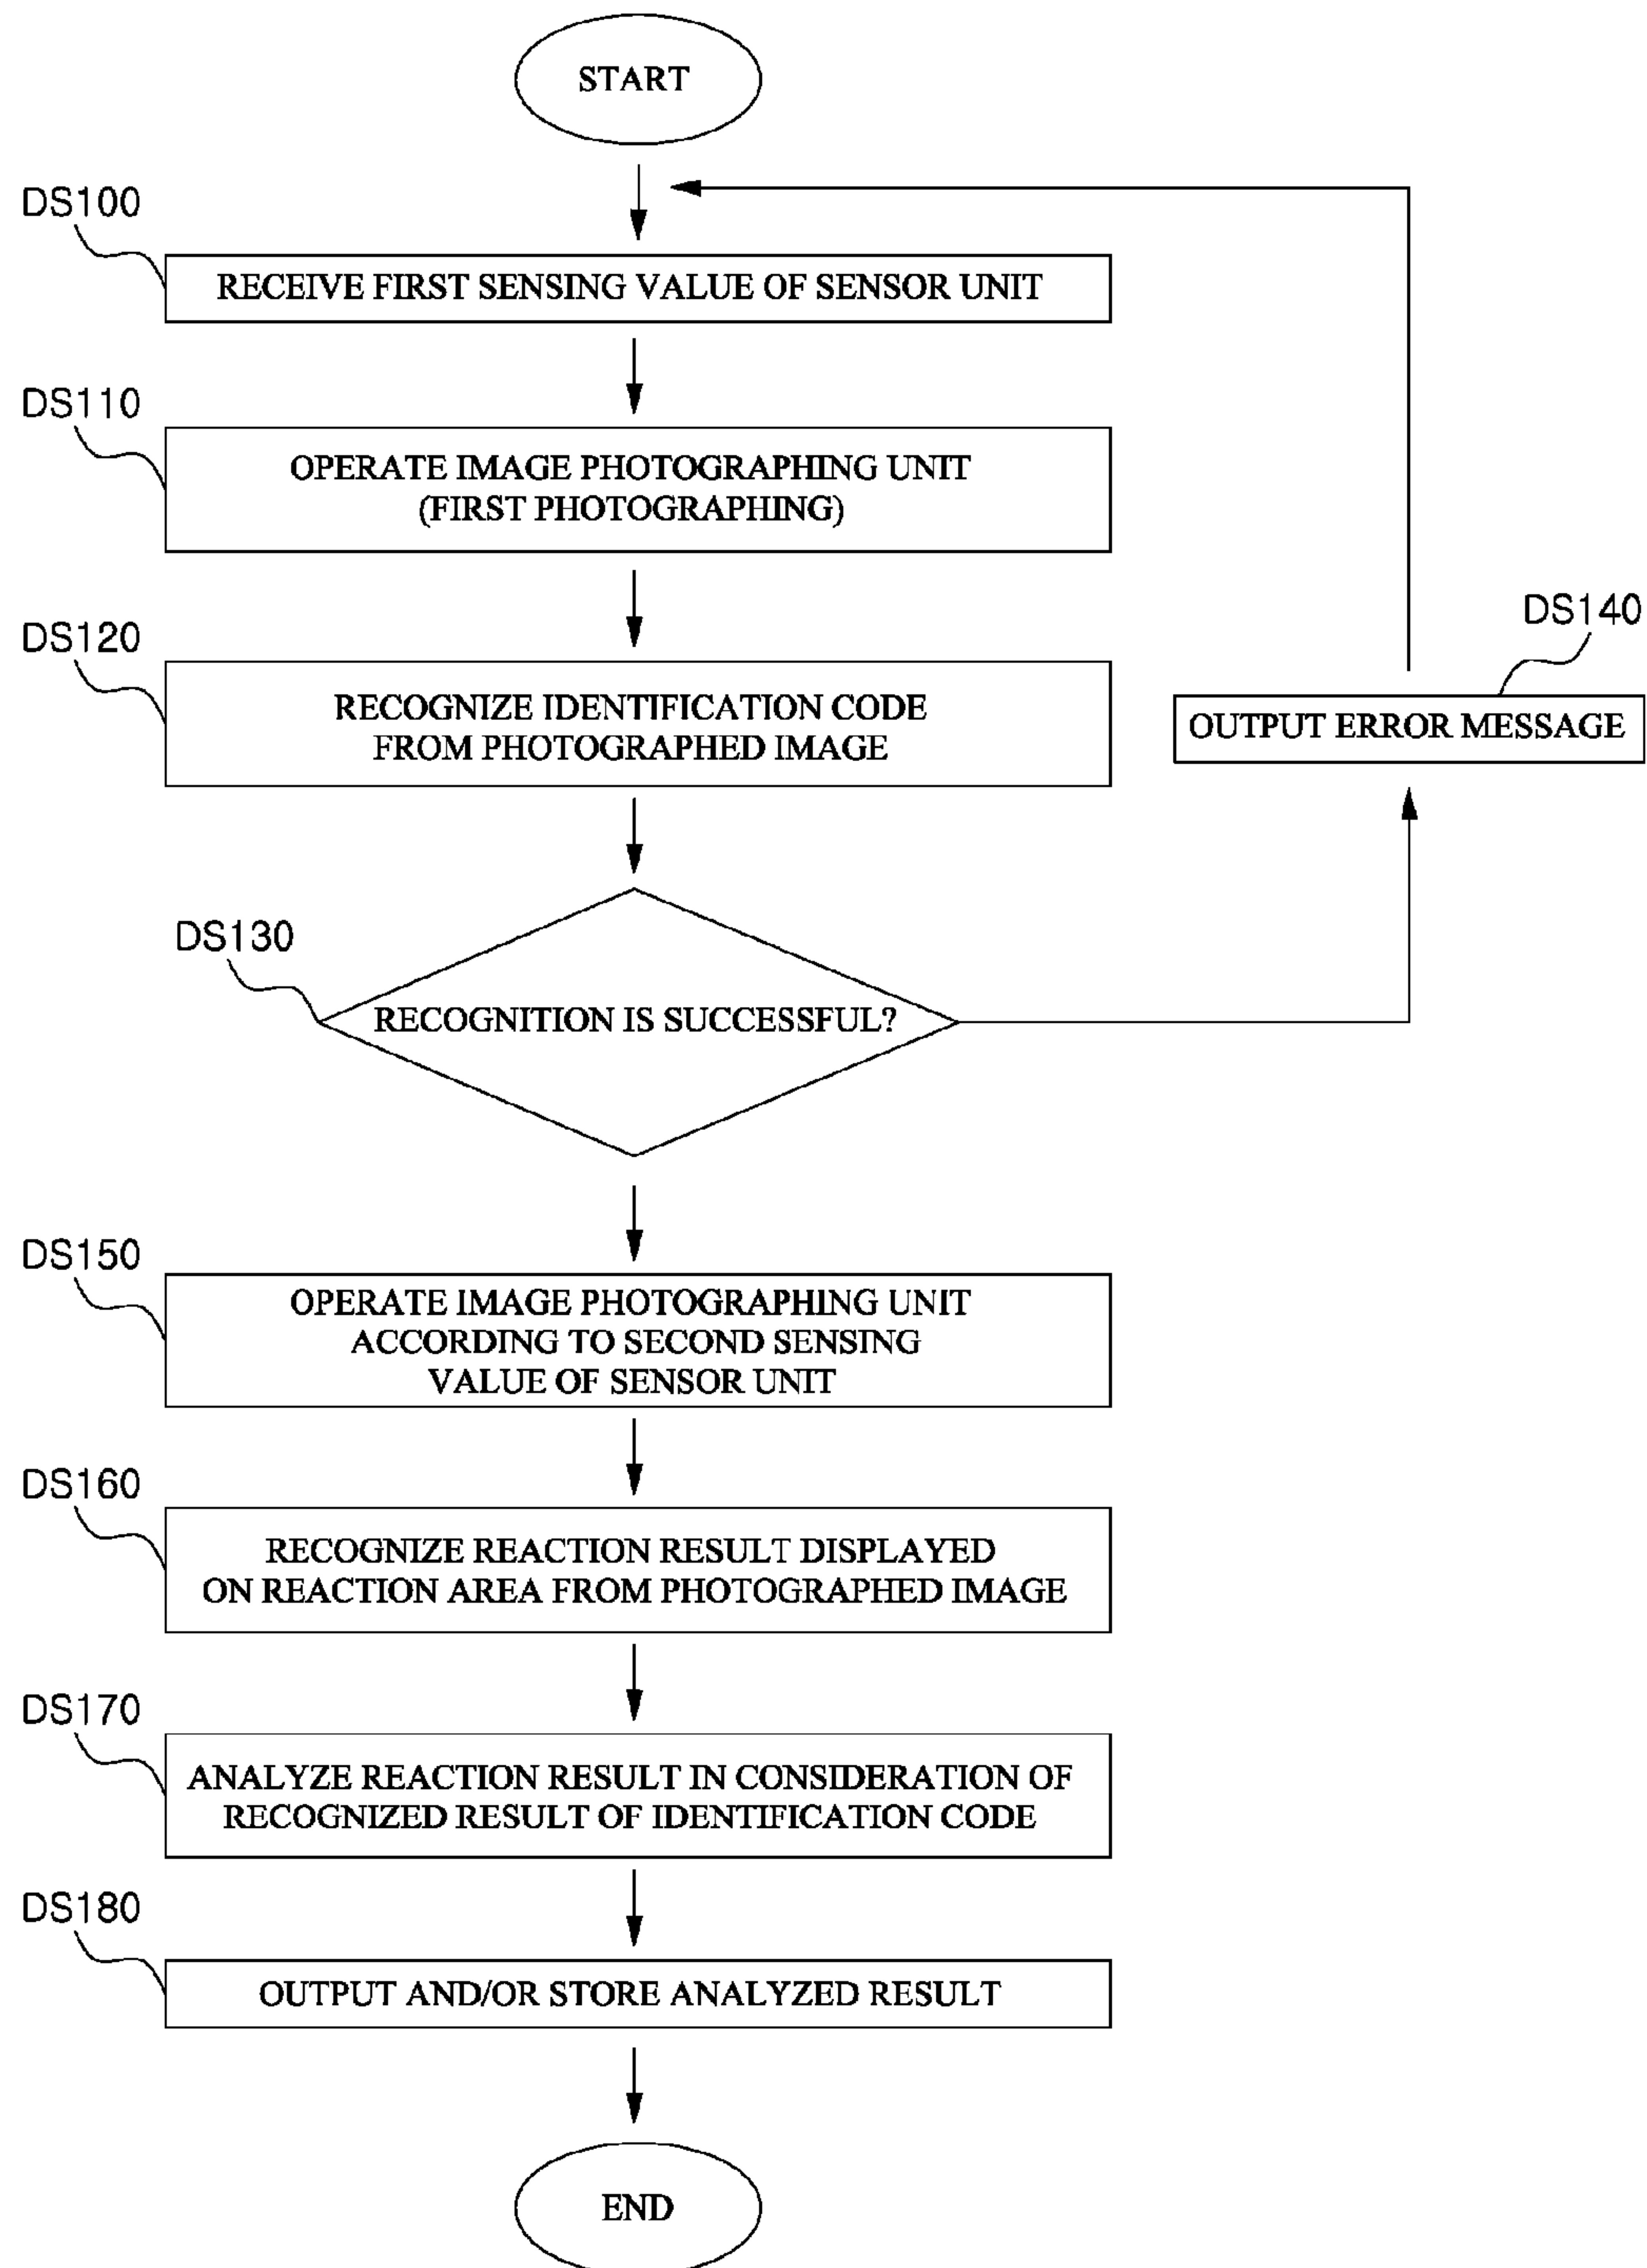 START
DS100
RECEIVE FIRST SENSING VALUE OF SENSOR UNIT
DS110
OPERATE IMAGE PHOTOGRAPHING UNIT
(FIRST PHOTOGRAPHING)
DS120
RECOGNIZE IDENTIFICATION CODE
FROM PHOTOGRAPHED IMAGE
DS140
OUTPUT ERROR MESSAGE
DS130
RECOGNITION IS SUCCESSFUL?
DS150
OPERATE IMAGE PHOTOGRAPHING UNIT
ACCORDING TO SECOND SENSING
VALUE OF SENSOR UNIT
DS160
RECOGNIZE REACTION RESULT DISPLAYED
ON REACTION AREA FROM PHOTOGRAPHED IMAGE
DS170
ANALYZE REACTION RESULT IN CONSIDERATION OF
RECOGNIZED RESULT OF IDENTIFICATION CODE
DS180
OUTPUT AND/OR STORE ANALYZED RESULT
END